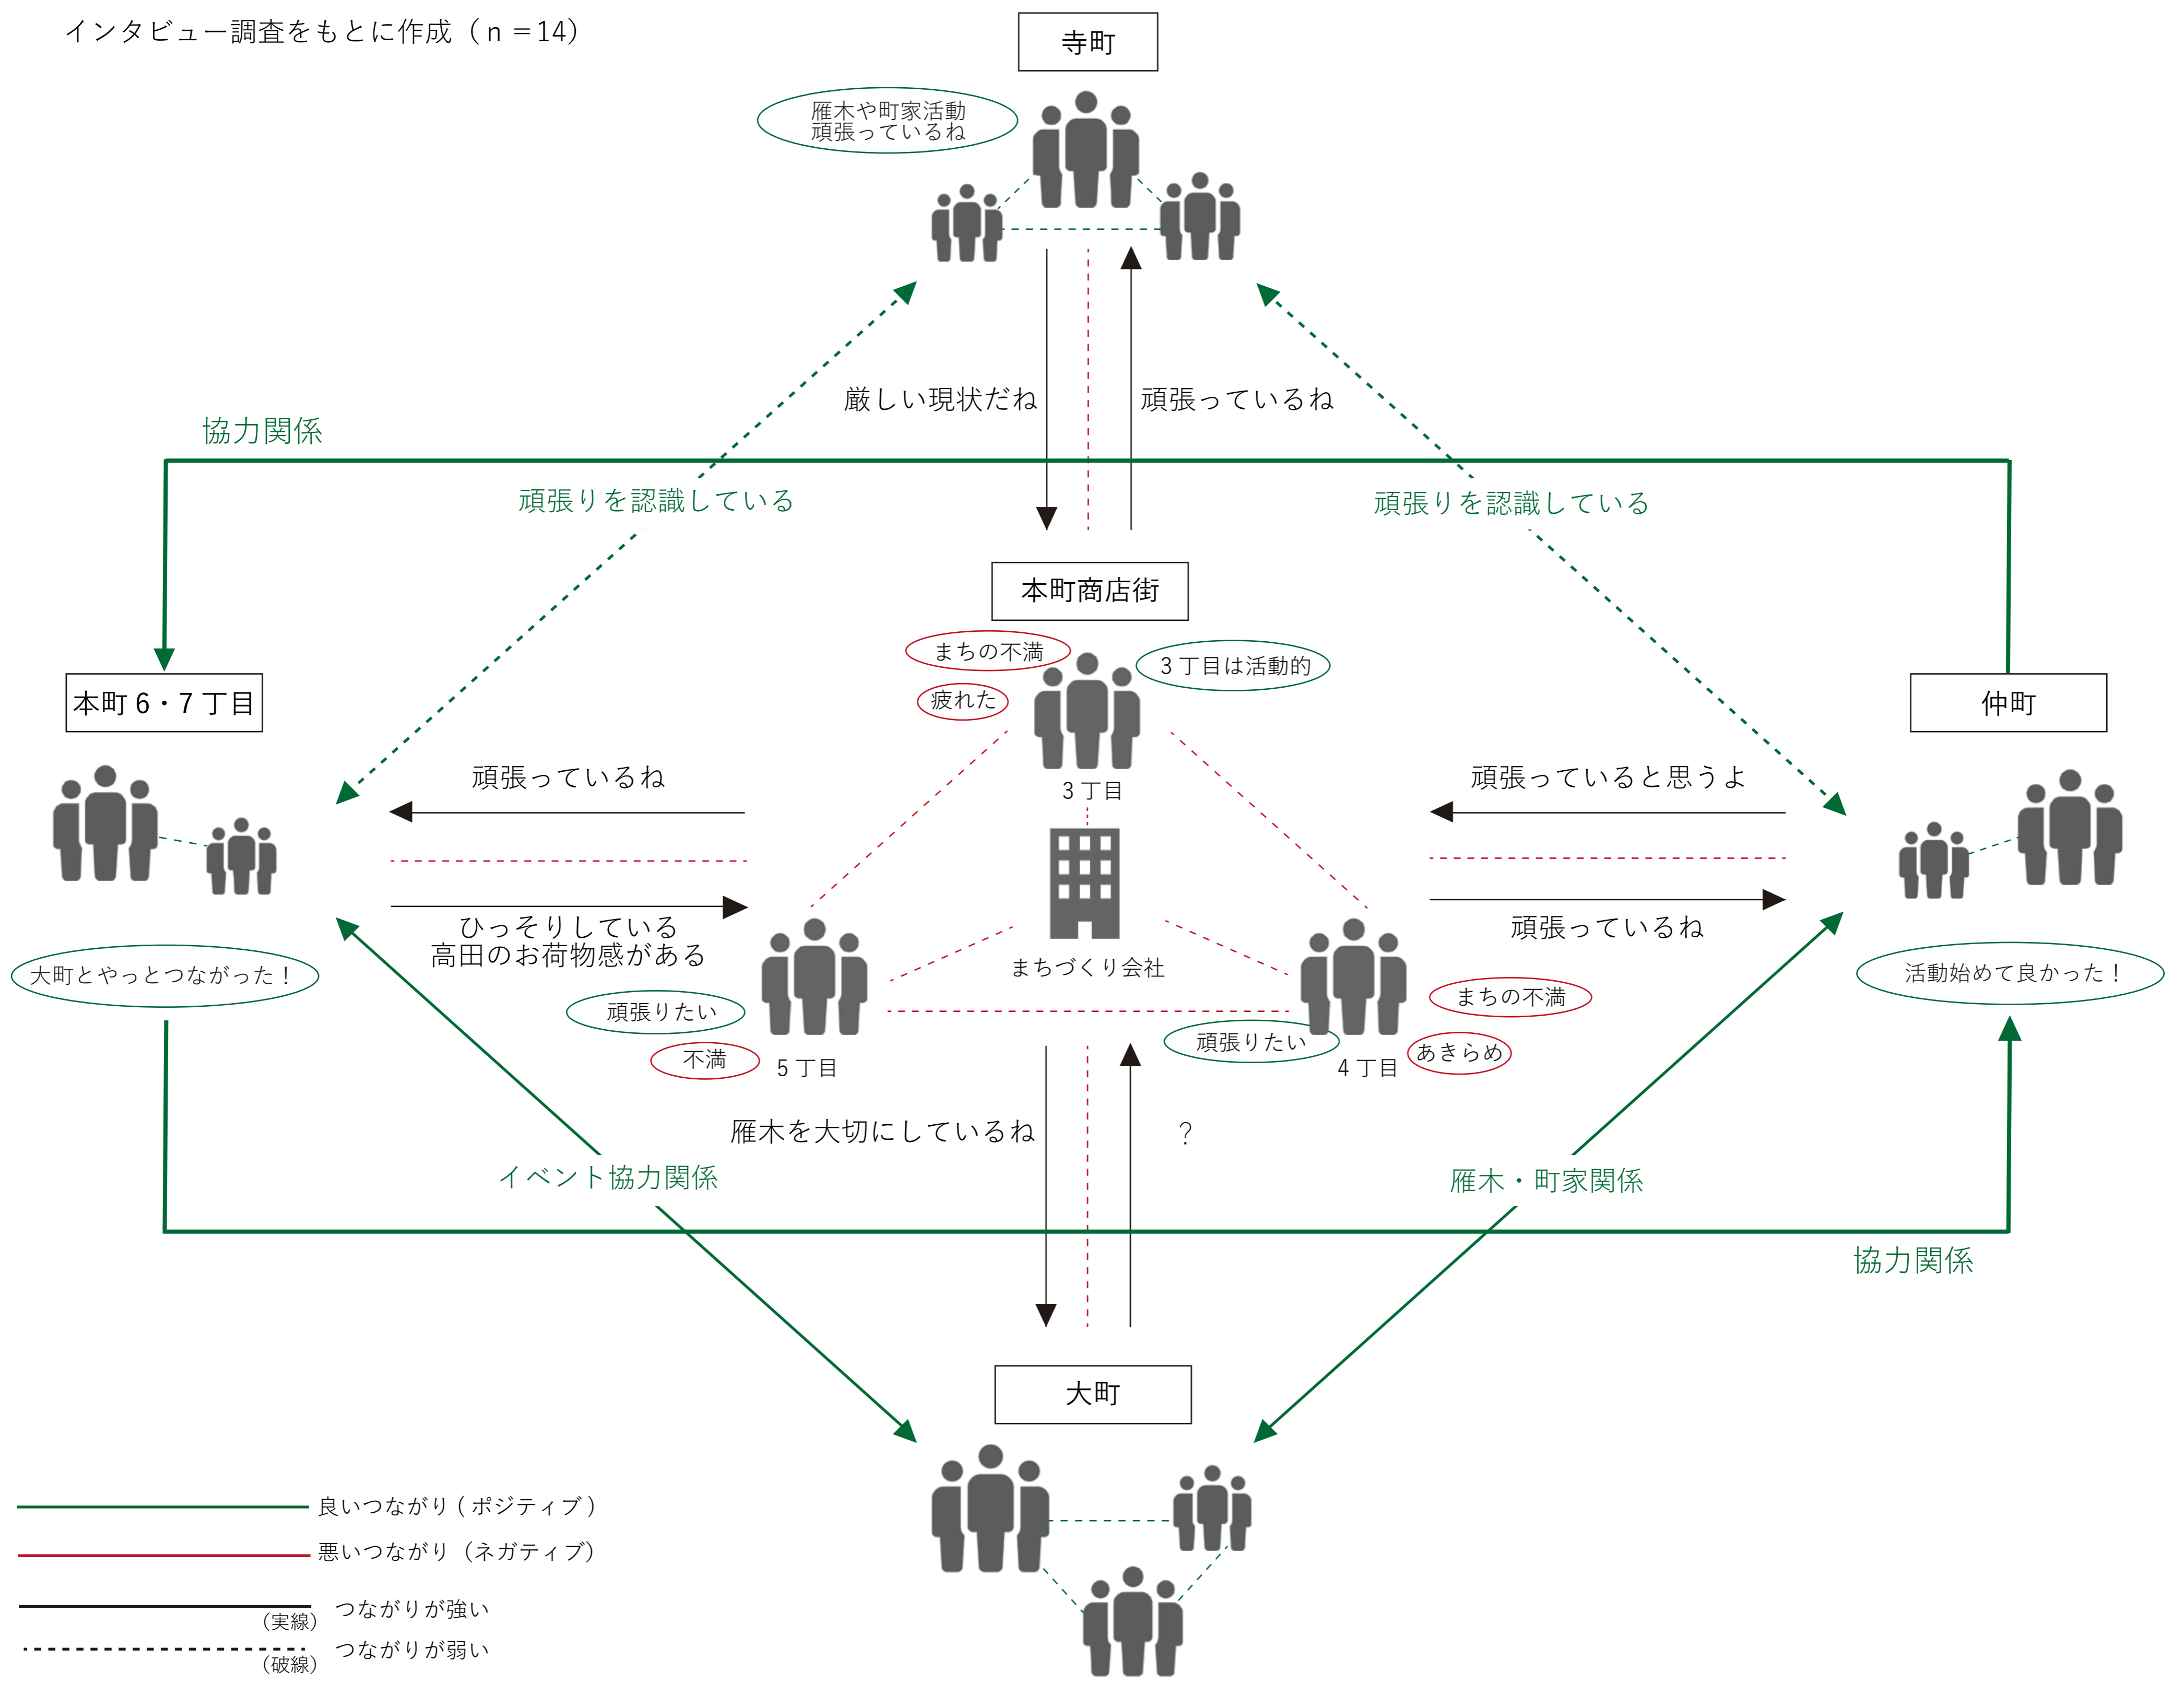 インタビュー調査をもとに作成（n＝14）
寺町
雁木や町家活動
頑張っているね
厳しい現状だね
頑張っているね
協力関係
頑張りを認識している
頑張りを認識している
本町商店街
まちの不満
3丁目は活動的
疲れた
本町6・7丁目
仲町
頑張っているね
3丁目
頑張っていると思うよ
ひっそりしている
高田のお荷物感がある
頑張っているね
まちづくり会社
大町とやっとつながった！
活動始めて良かった！
頑張りたい
まちの不満
不満
5丁目
頑張りたい
4丁目
あきらめ
雁木を大切にしているね
？
イベント協力関係
雁木・町家関係
協力関係
大町
良いつながり(ポジティブ)
悪いつながり（ネガティブ）
（実線）つながりが強い
（破線）つながりが弱い